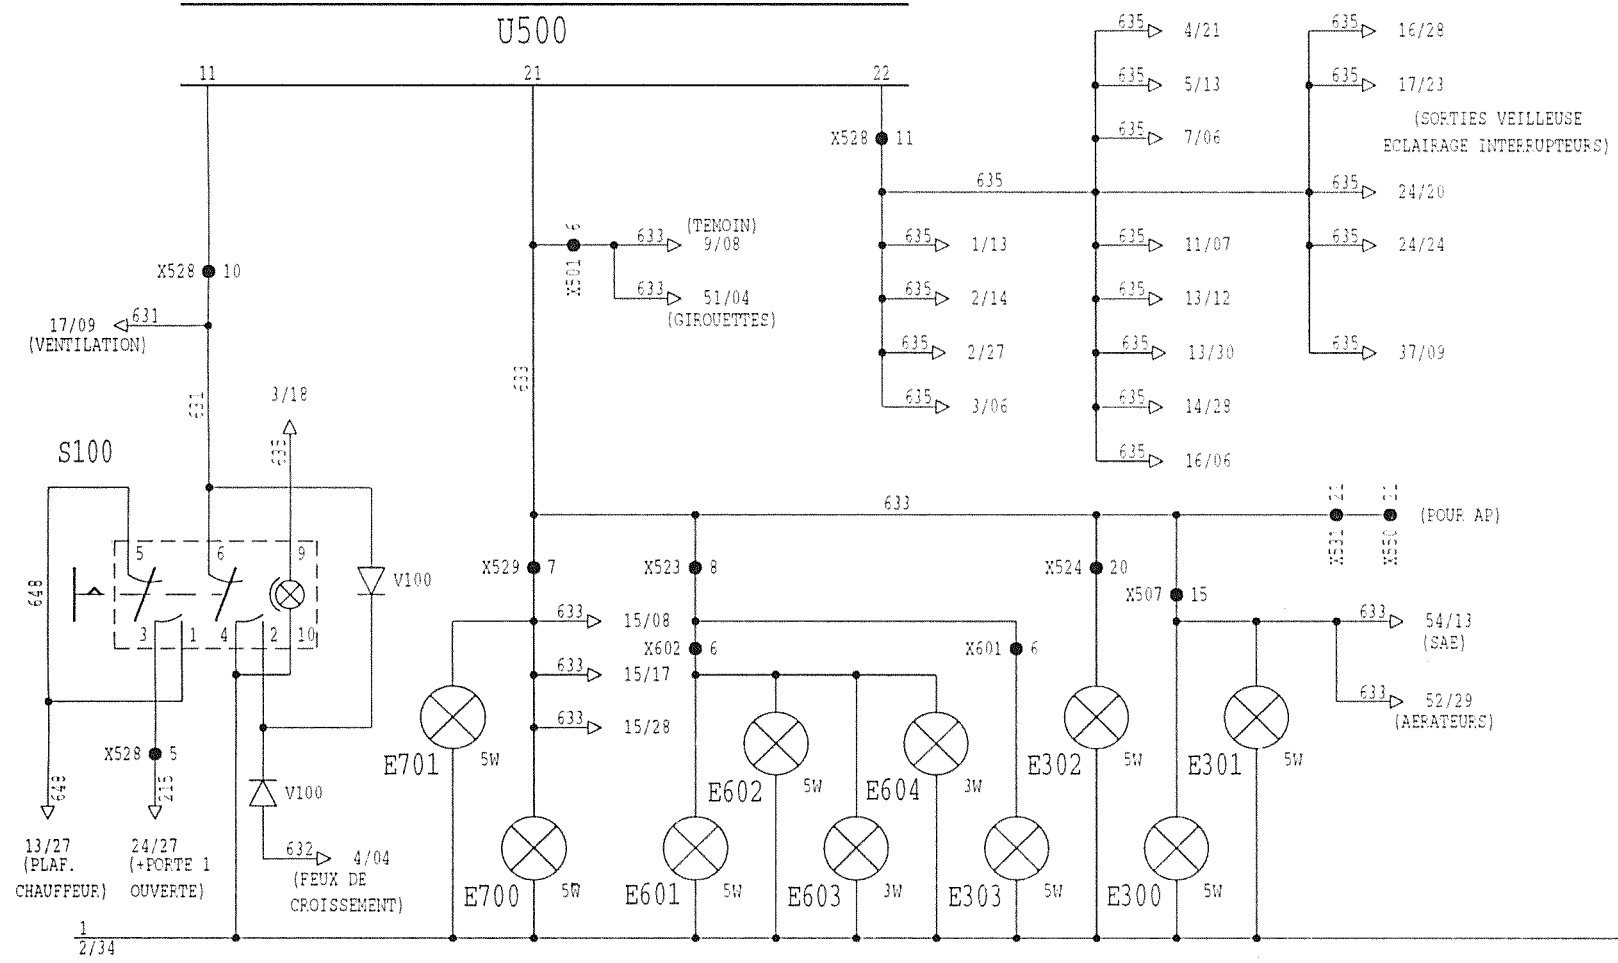 U500
11
21
22
X528
11
X528
10
17/09
631
(VENTILATION)
631
3/18
635
S100
648
5
6
9
3
1
4
2
10
V100
X528
5
648
215
V100
13/27
(PLAF.
CHAUFFEUR)
24/27
(+PORTE 1
OUVERTE)
632
4/04
(FEUX DE
CROISSEMENT)
1
2/34
X501
6
633
(TEMOIN)
9/08
633
51/04
(GIROUETTES)
633
635
635
1/13
635
2/14
635
2/27
635
3/06
635
4/21
635
5/13
635
7/06
635
11/07
635
13/12
635
13/30
635
14/29
635
16/06
635
16/28
635
17/23
(SORTIES VEILLEUSE
ECLAIRAGE INTERRUPTEURS)
635
24/20
635
24/24
635
37/09
633
X531
21
X550
21
(POUR AP)
X529
7
X523
8
X524
20
X507
15
633
15/08
633
15/17
633
15/28
X602
6
X601
6
633
54/13
(SAE)
633
52/29
(AERATEURS)
E701
5W
E602
5W
E604
3W
E302
5W
E301
5W
E700
5W
E601
5W
E603
3W
E303
5W
E300
5W